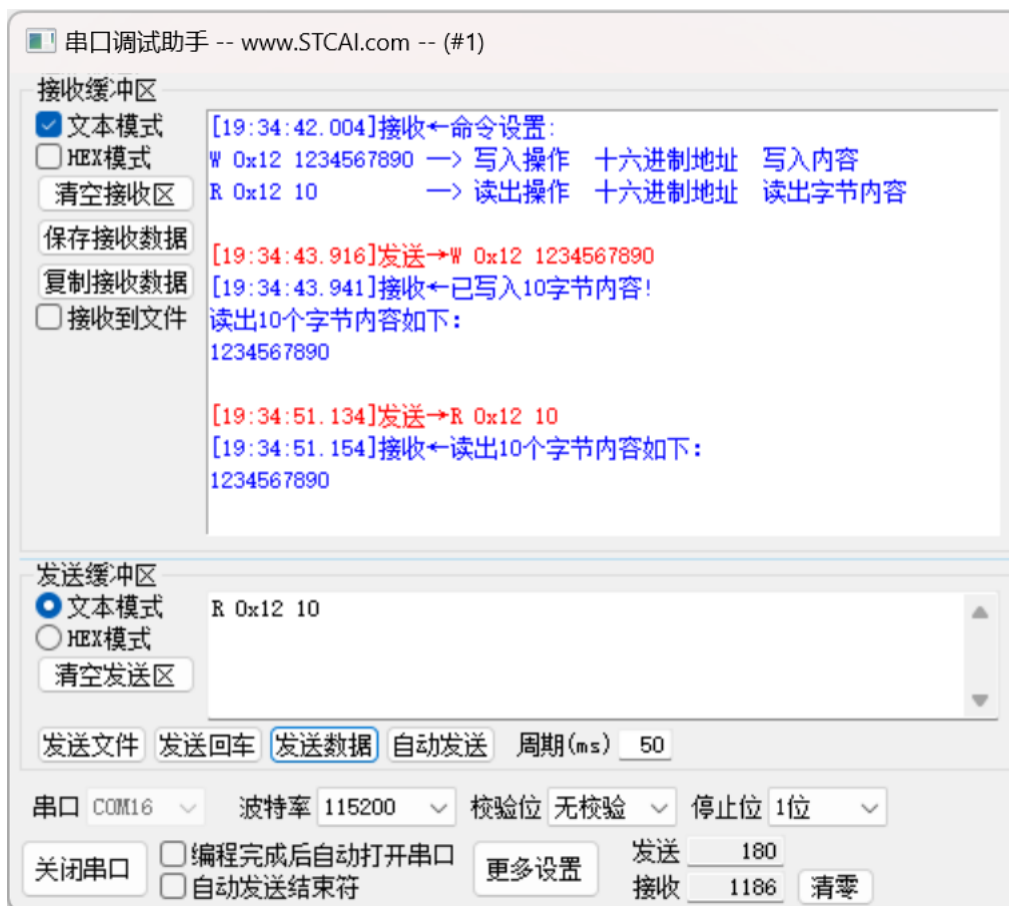 串口调试助手 -- www.STCAI.com -- (#1)
接收缓冲区
文本模式
HEX模式
清空接收区
保存接收数据
复制接收数据
接收到文件
[19:34:42.004]接收←命令设置:
W 0x12 1234567890 —> 写入操作 十六进制地址 写入内容
R 0x12 10 —> 读出操作 十六进制地址 读出字节内容
[19:34:43.916]发送→W 0x12 1234567890
[19:34:43.941]接收←已写入10字节内容!
读出10个字节内容如下:
1234567890
[19:34:51.134]发送→R 0x12 10
[19:34:51.154]接收←读出10个字节内容如下:
1234567890
发送缓冲区
文本模式
HEX模式
清空发送区
R 0x12 10
发送文件 发送回车 发送数据 自动发送 周期(ms) 50
串口 COM16 波特率 115200 校验位 无校验 停止位 1位
关闭串口
编程完成后自动打开串口
自动发送结束符
更多设置
发送 180
接收 1186 清零